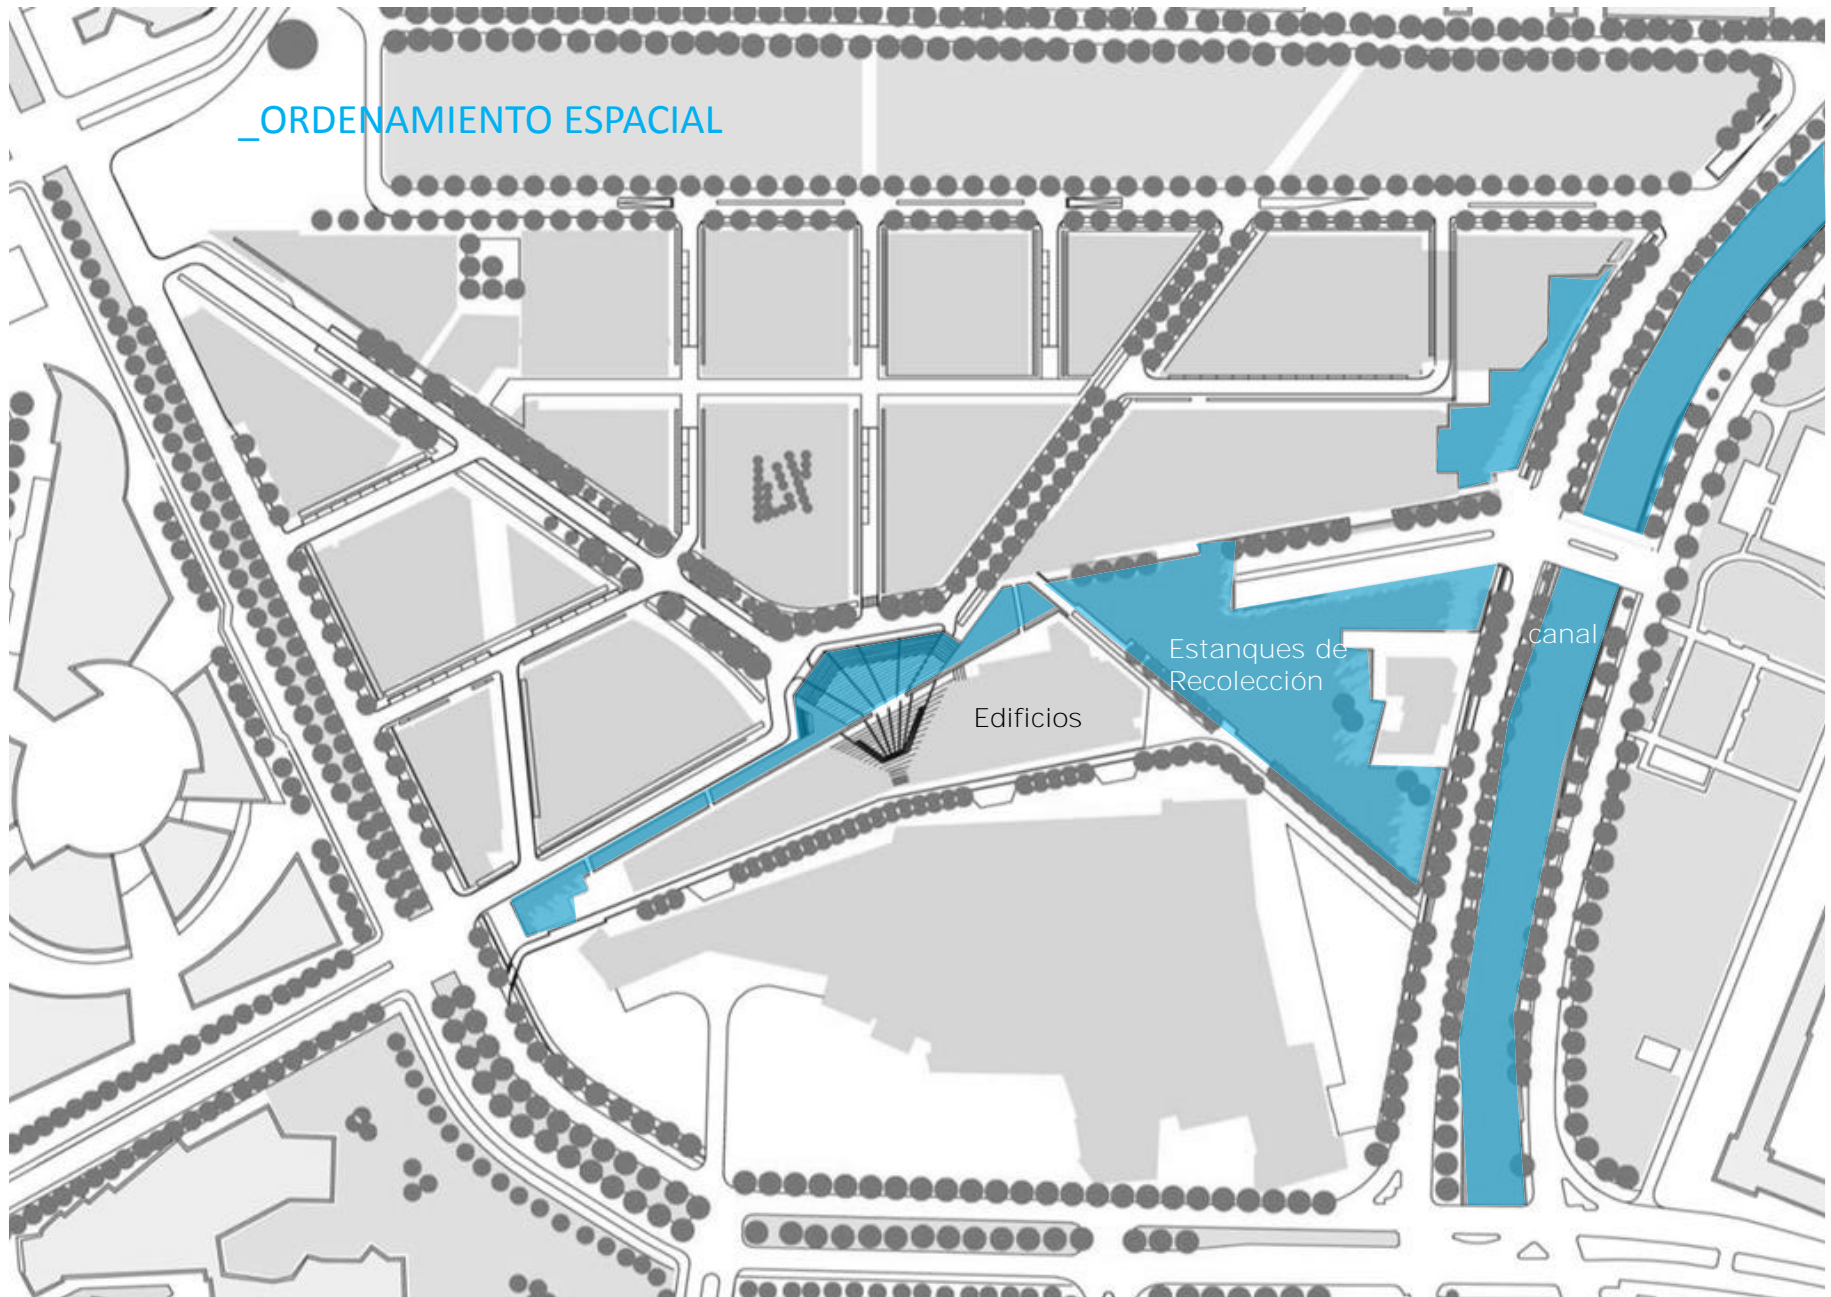 _ORDENAMIENTO ESPACIAL
canal
Estanques de
Recolección
Edificios